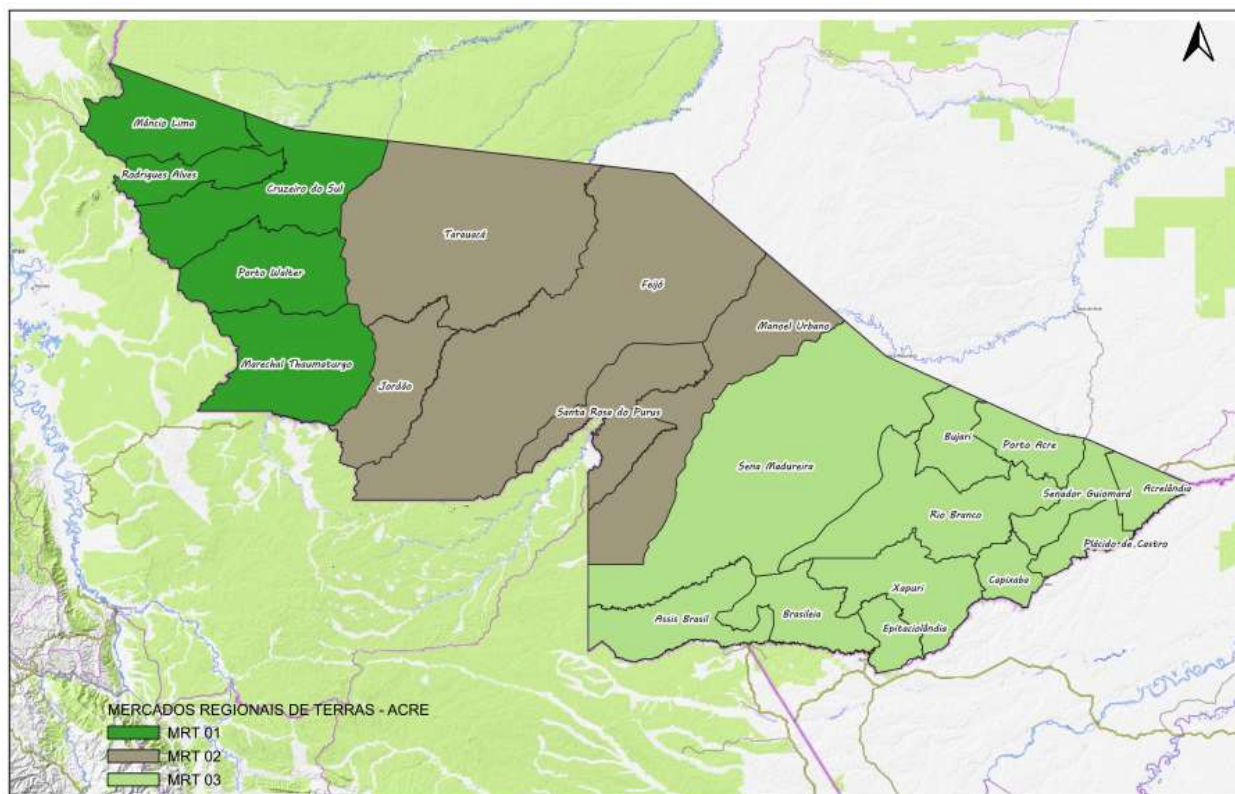 Mâncio Lima
Rodrigues Alves
Cruzeiro do Sul
Tarauacá
Porto Walter
Feijó
Manoel Urbano
Marechal Thaumaturgo
Jordão
Santa Rosa do Purus
Bujari
Porto Acre
Sena Madureira
Senador Guiomard
Acrelândia
Rio Branco
Plácido de Castro
Xapuri
Capixaba
Assis Brasil
Brasileia
Epitaciolândia
MERCADOS REGIONAIS DE TERRAS - ACRE
MRT 01
MRT 02
MRT 03